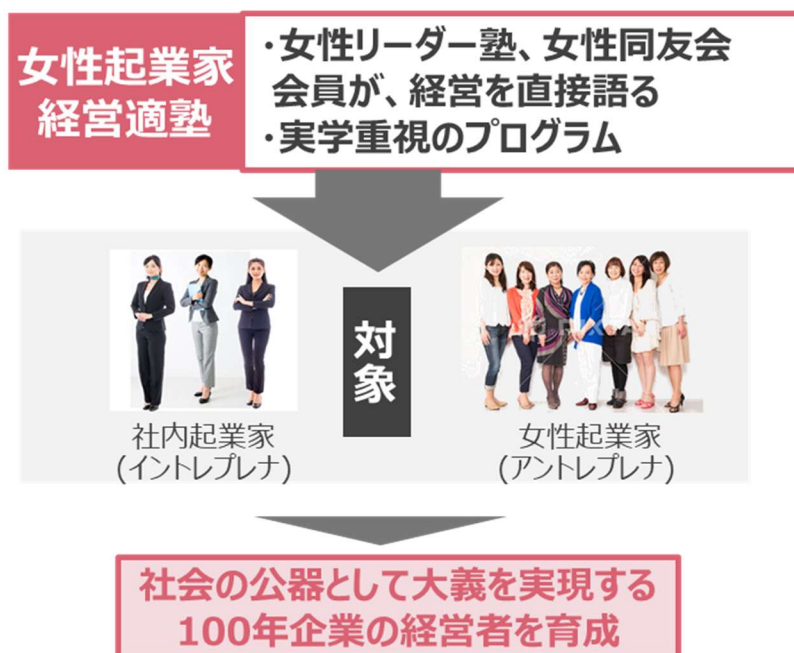 女性起業家
経営適塾
・女性リーダー塾、女性同友会
会員が、経営を直接語る
・実学重視のプログラム
対
象
社内起業家
(イントレプレナ)
女性起業家
(アントレプレナ)
社会の公器として大義を実現する
100年企業の経営者を育成